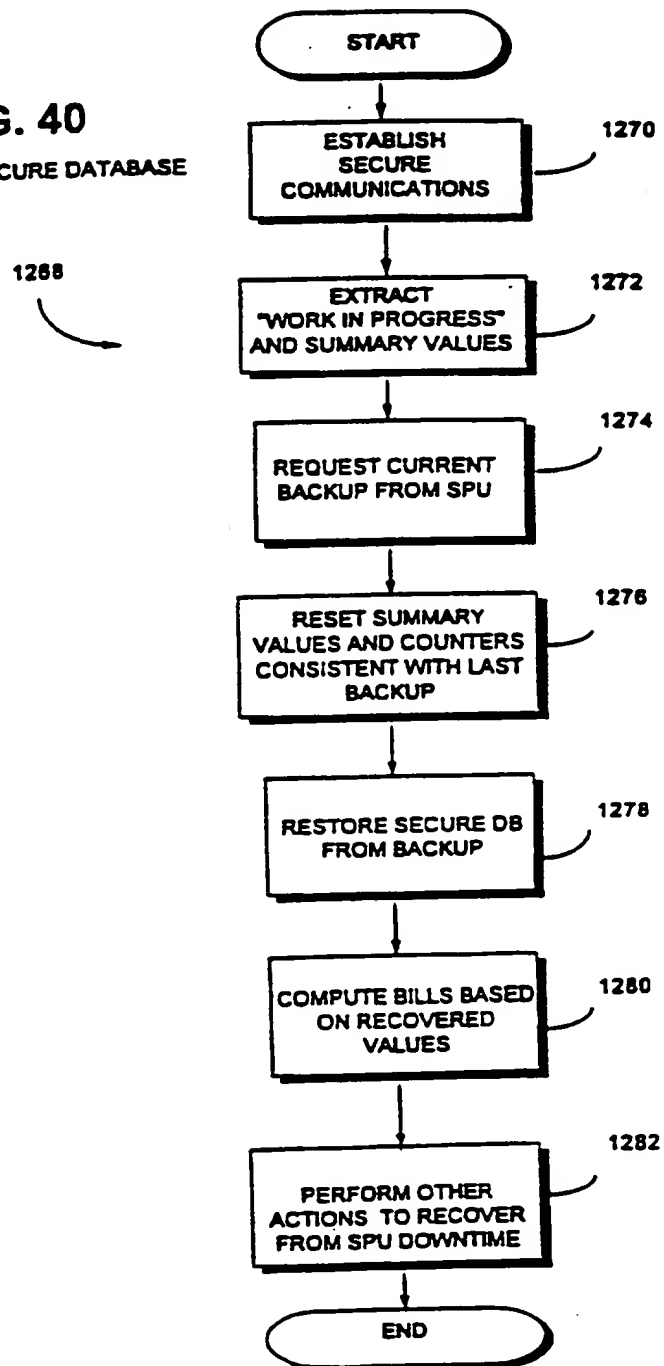 START
G. 40
CURE DATABASE
1268
ESTABLISH
SECURE
COMMUNICATIONS
1270
EXTRACT
"WORK IN PROGRESS"
AND SUMMARY VALUES
1272
REQUEST CURRENT
BACKUP FROM SPU
1274
RESET SUMMARY
VALUES AND COUNTERS
CONSISTENT WITH LAST
BACKUP
1276
RESTORE SECURE DB
FROM BACKUP
1278
COMPUTE BILLS BASED
ON RECOVERED
VALUES
1280
PERFORM OTHER
ACTIONS TO RECOVER
FROM SPU DOWNTIME
1282
END